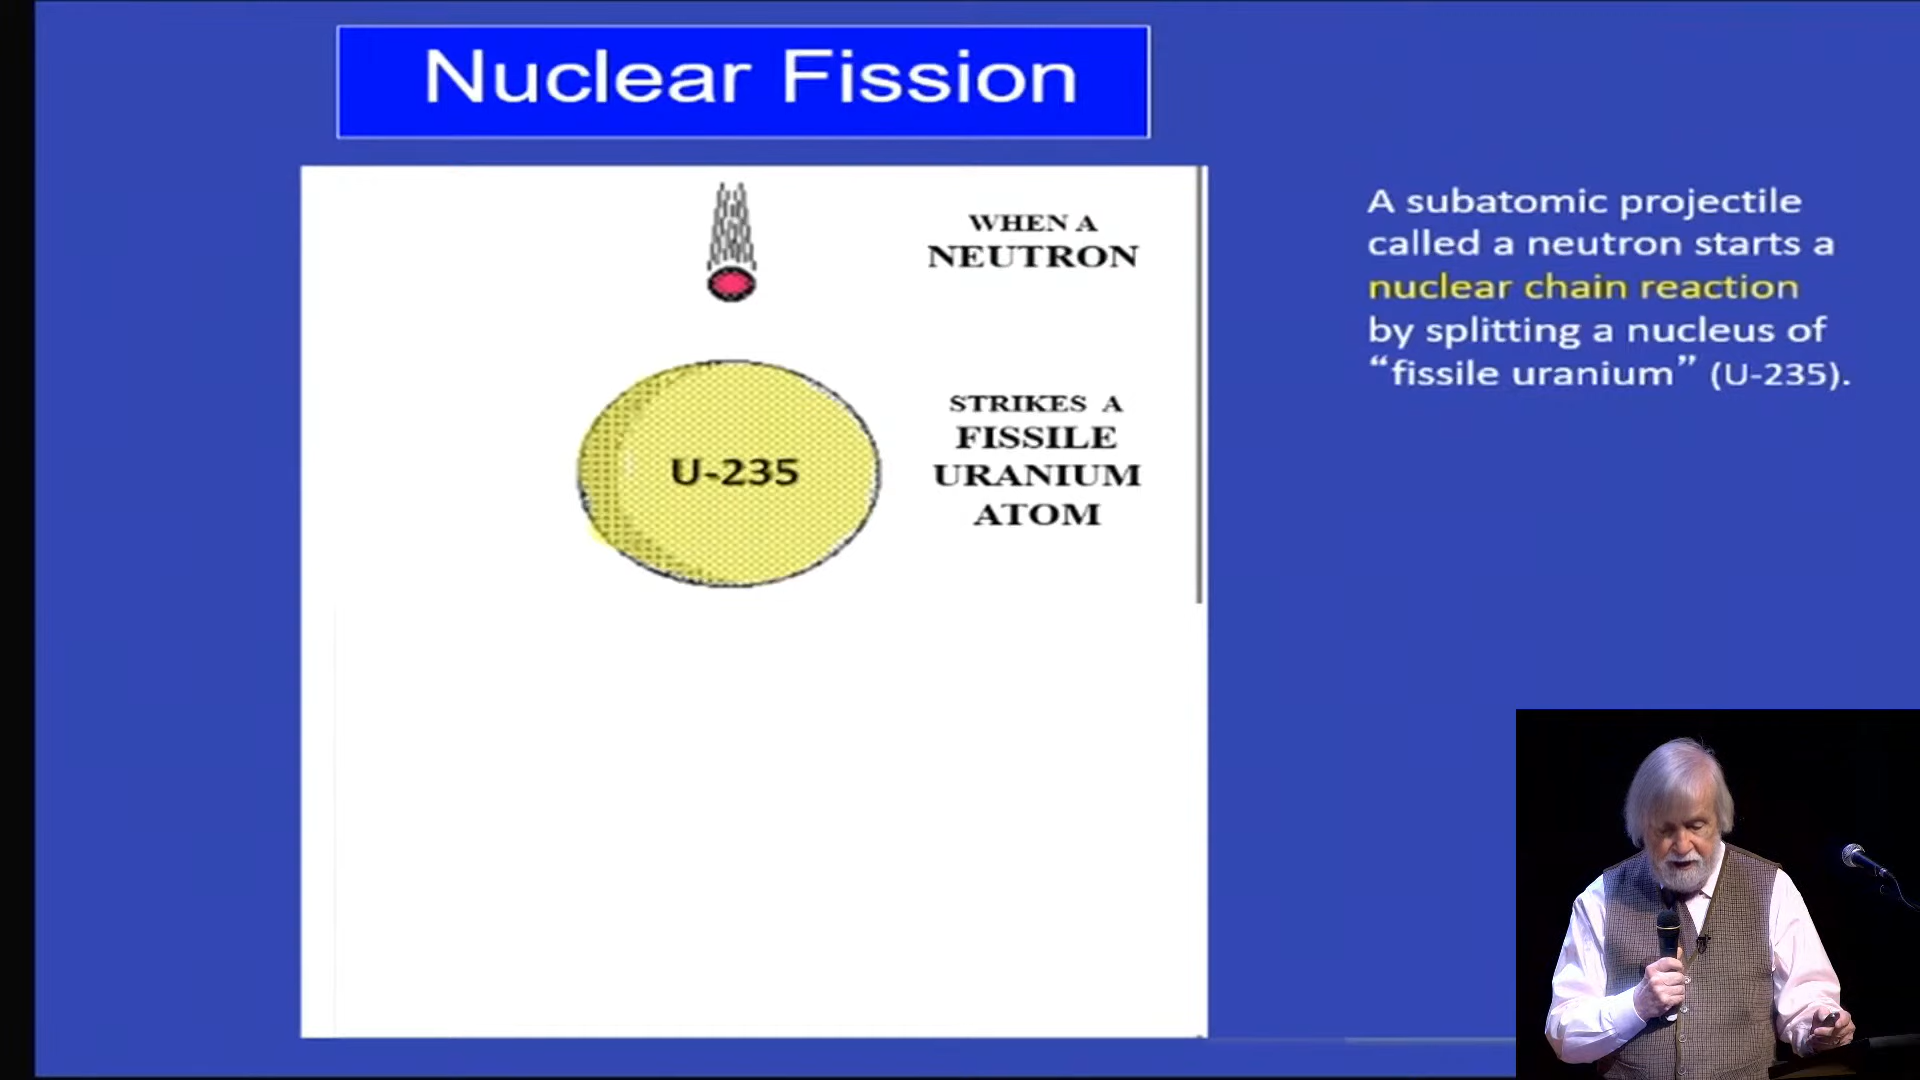 Nuclear Fission
WHEN A
NEUTRON
STRIKES A
FISSILE
URANIUM
ATOM
U-235
A subatomic projectile
called a neutron starts a
nuclear chain reaction
by splitting a nucleus of
“fissile uranium” (U-235).